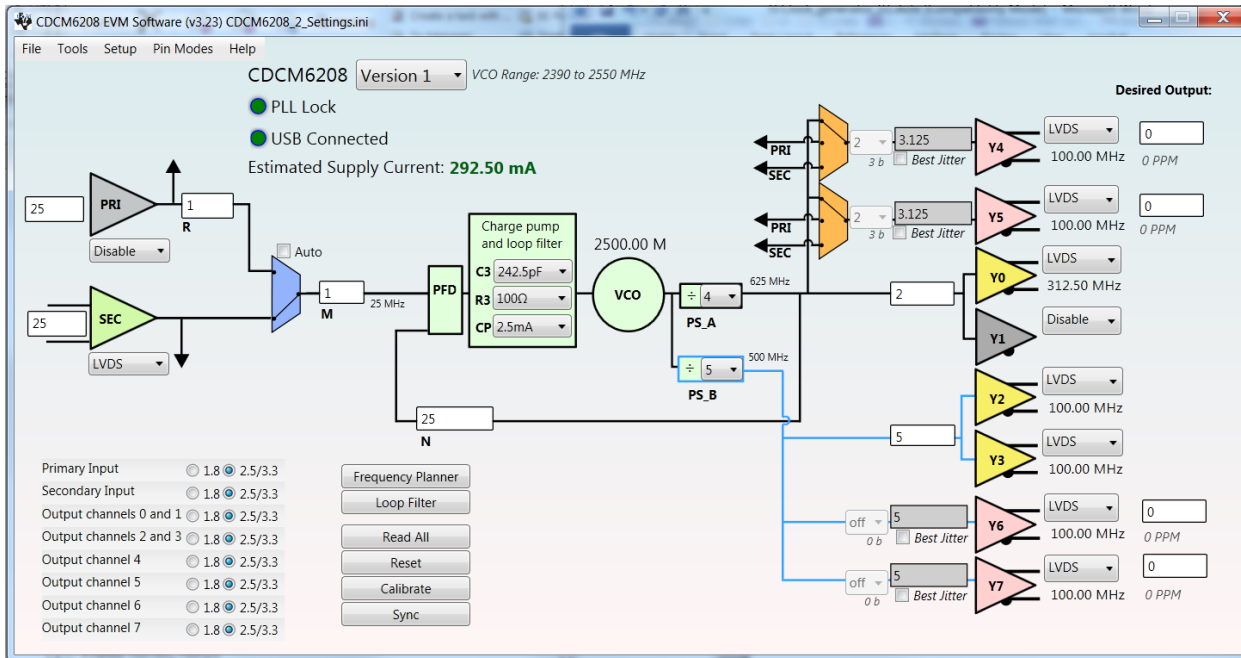 CDCM6208 EVM Software (v3.23) CDCM6208_2_Settings.ini
File Tools Setup Pin Modes Help
CDCM6208 Version 1 VCO Range: 2390 to 2550 MHz
PLL Lock
USB Connected
Estimated Supply Current: 292.50 mA
Desired Output:
25
PRI
1
R
Disable
Auto
25
SEC
LVDS
1
M
25 MHz
PFD
Charge pump
and loop filter
C3 242.5pF
R3 100Ω
CP 2.5mA
2500.00 M
VCO
÷ 4
PS_A
625 MHz
÷ 5
PS_B
500 MHz
25
N
PRI
SEC
2
3 b
3.125
Best Jitter
Y4
LVDS
100.00 MHz
0
0 PPM
PRI
SEC
2
3 b
3.125
Best Jitter
Y5
LVDS
100.00 MHz
0
0 PPM
2
Y0
LVDS
312.50 MHz
Y1
Disable
5
Y2
LVDS
100.00 MHz
Y3
LVDS
100.00 MHz
off
0 b
5
Best Jitter
Y6
LVDS
100.00 MHz
0
0 PPM
off
0 b
5
Best Jitter
Y7
LVDS
100.00 MHz
0
0 PPM
Primary Input 1.8 2.5/3.3
Secondary Input 1.8 2.5/3.3
Output channels 0 and 1 1.8 2.5/3.3
Output channels 2 and 3 1.8 2.5/3.3
Output channel 4 1.8 2.5/3.3
Output channel 5 1.8 2.5/3.3
Output channel 6 1.8 2.5/3.3
Output channel 7 1.8 2.5/3.3
Frequency Planner
Loop Filter
Read All
Reset
Calibrate
Sync